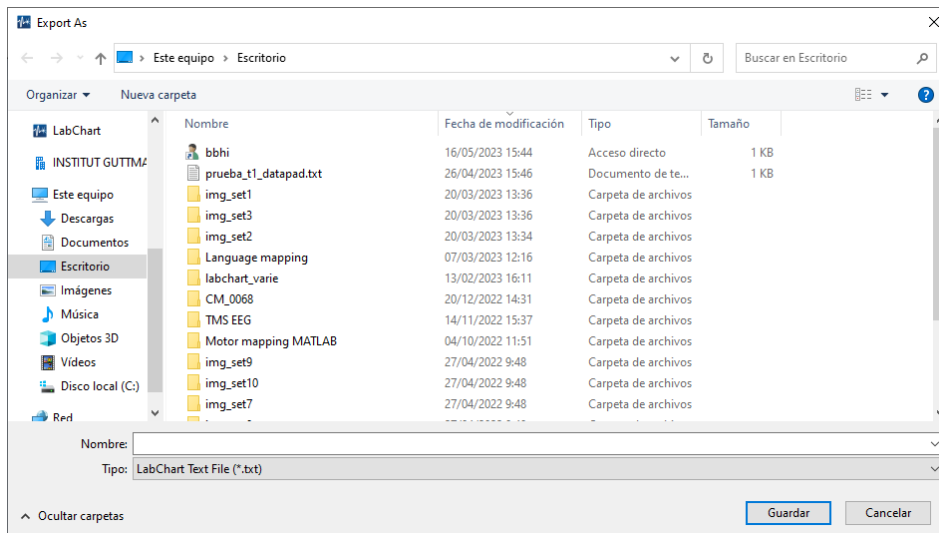 Export As
Este equipo > Escritorio
Buscar en Escritorio
Organizar
Nueva carpeta
LabChart
INSTITUT GUTTMA
Este equipo
Descargas
Documentos
Escritorio
Imágenes
Música
Objetos 3D
Vídeos
Disco local (C:)
Red
Nombre Fecha de modificación Tipo Tamaño
bbhi 16/05/2023 15:44 Acceso directo 1 KB
prueba_t1_datapad.txt 26/04/2023 15:46 Documento de te... 1 KB
img_set1 20/03/2023 13:36 Carpeta de archivos
img_set3 20/03/2023 13:36 Carpeta de archivos
img_set2 20/03/2023 13:34 Carpeta de archivos
Language mapping 07/03/2023 12:16 Carpeta de archivos
labchart_varie 13/02/2023 16:11 Carpeta de archivos
CM_0068 20/12/2022 14:31 Carpeta de archivos
TMS EEG 14/11/2022 15:37 Carpeta de archivos
Motor mapping MATLAB 04/10/2022 11:51 Carpeta de archivos
img_set9 27/04/2022 9:48 Carpeta de archivos
img_set10 27/04/2022 9:48 Carpeta de archivos
img_set7 27/04/2022 9:48 Carpeta de archivos
Nombre:
Tipo: LabChart Text File (*.txt)
Ocultar carpetas
Guardar
Cancelar